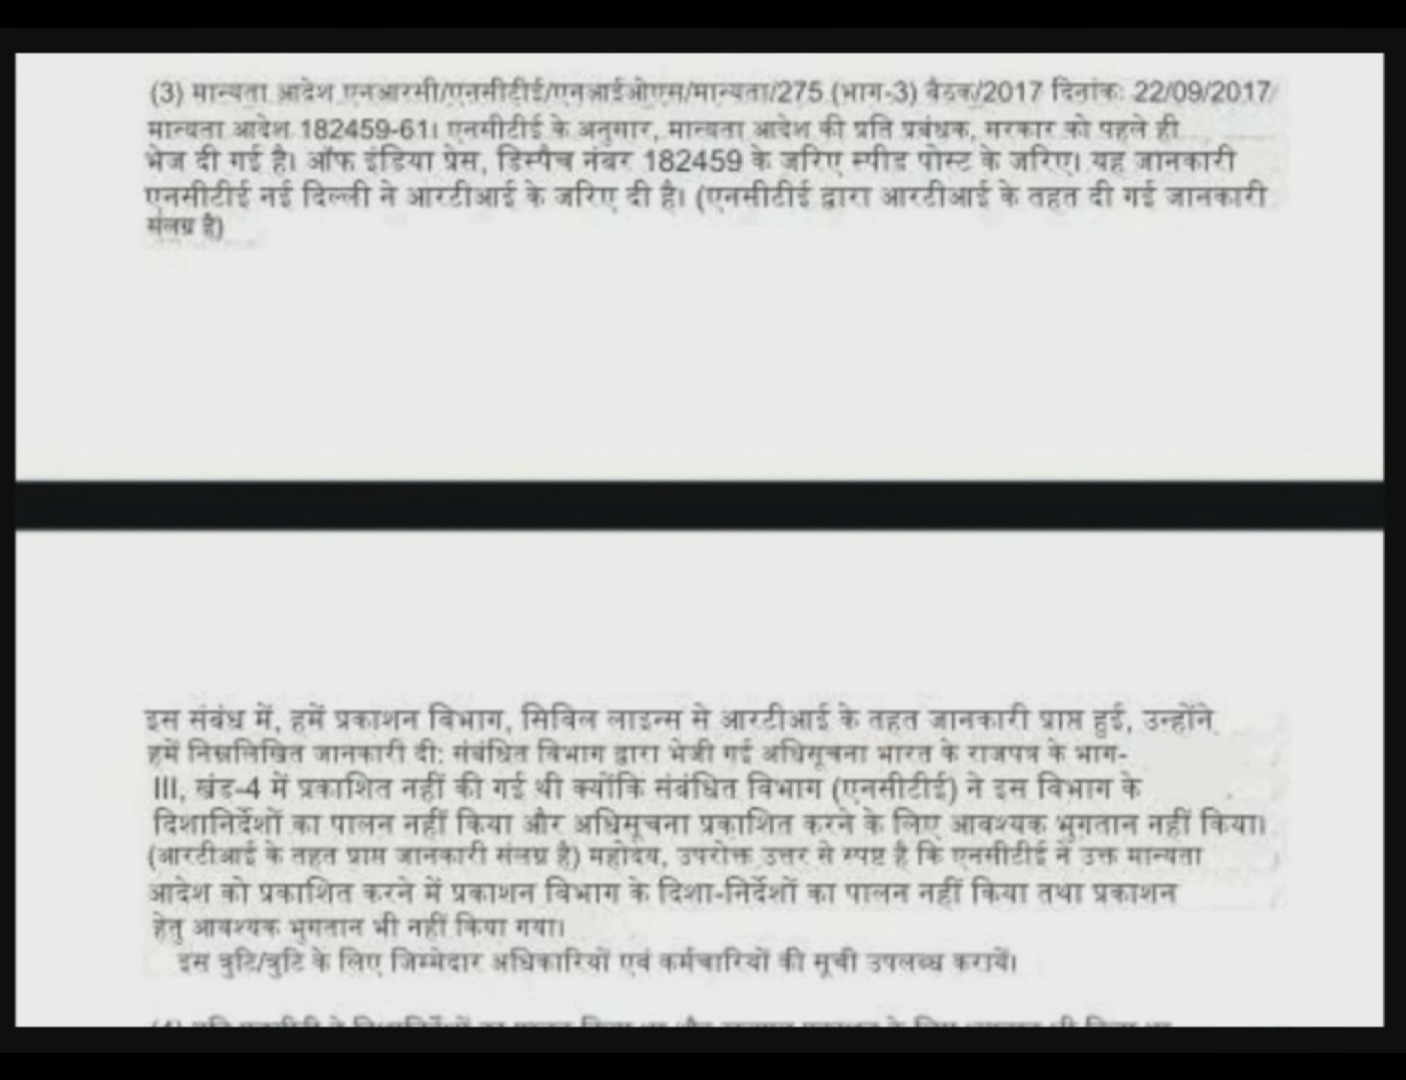 (3) मान्यता आदेश एनआरसी/एनसीटीई/एनआईओएस/मान्यता/275 (भाग-3) बैठक/2017 दिनांक: 22/09/2017
मान्यता आदेश 182459-61। एनसीटीई के अनुसार, मान्यता आदेश की प्रति प्रबंधक, सरकार को पहले ही
भेज दी गई है। ऑफ इंडिया प्रेस, डिस्पैच नंबर 182459 के जरिए स्पीड पोस्ट के जरिए। यह जानकारी
एनसीटीई नई दिल्ली ने आरटीआई के जरिए दी है। (एनसीटीई द्वारा आरटीआई के तहत दी गई जानकारी
संलग्न है)
इस संबंध में, हमें प्रकाशन विभाग, सिविल लाइन्स से आरटीआई के तहत जानकारी प्राप्त हुई, उन्होंने
हमें निम्नलिखित जानकारी दी: संबंधित विभाग द्वारा भेजी गई अधिसूचना भारत के राजपत्र के भाग-
III, खंड-4 में प्रकाशित नहीं की गई थी क्योंकि संबंधित विभाग (एनसीटीई) ने इस विभाग के
दिशानिर्देशों का पालन नहीं किया और अधिसूचना प्रकाशित करने के लिए आवश्यक भुगतान नहीं किया।
(आरटीआई के तहत प्राप्त जानकारी संलग्न है) महोदय, उपरोक्त उत्तर से स्पष्ट है कि एनसीटीई ने उक्त मान्यता
आदेश को प्रकाशित करने में प्रकाशन विभाग के दिशा-निर्देशों का पालन नहीं किया तथा प्रकाशन
हेतु आवश्यक भुगतान भी नहीं किया गया।
इस त्रुटि/त्रुटि के लिए जिम्मेदार अधिकारियों एवं कर्मचारियों की सूची उपलब्ध करायें।